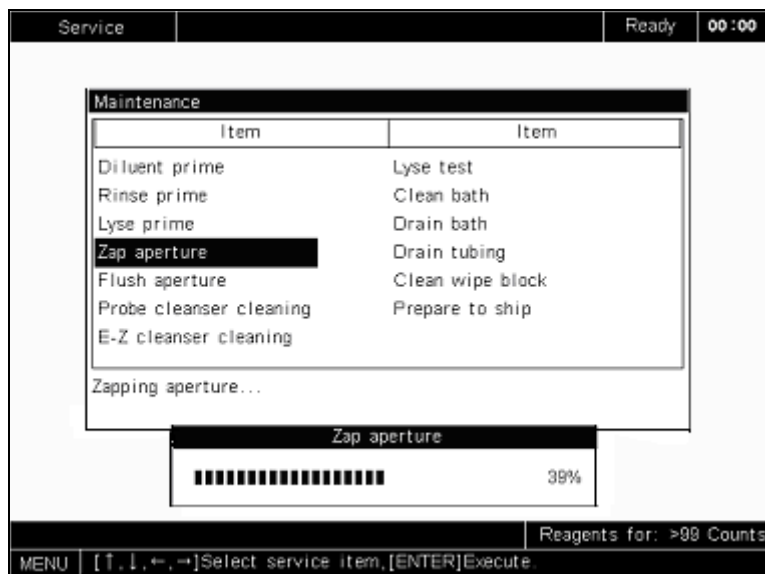 Service Ready 00:00
Maintenance
Item Item
Diluent prime Lyse test
Rinse prime Clean bath
Lyse prime Drain bath
Zap aperture Drain tubing
Flush aperture Clean wipe block
Probe cleanser cleaning Prepare to ship
E-Z cleanser cleaning
Zapping aperture...
Zap aperture
39%
Reagents for: >99 Counts
MENU [↑,↓,←,→]Select service item,[ENTER]Execute.